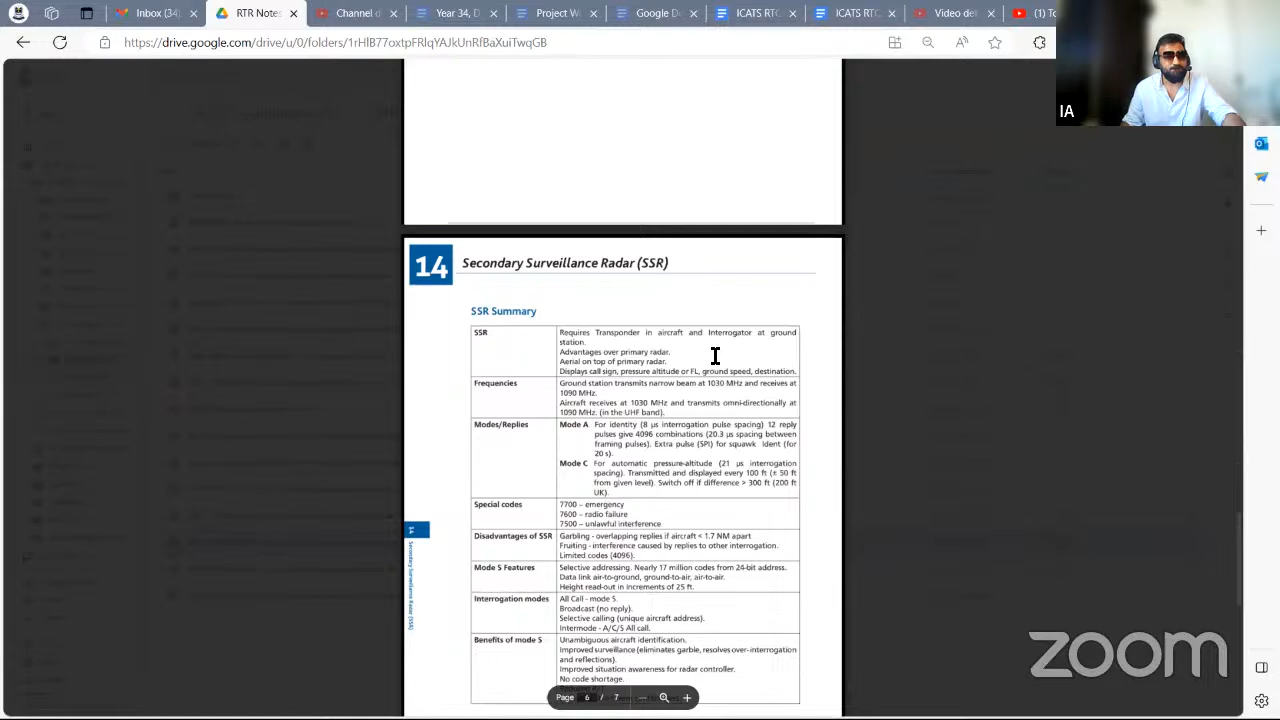 Inbox (34)
RTR Notes
Channel
Year 34, D
Survice W
Google D
ICATS RTC
ICATS RT
Video det
(1) To
https://drive.google.com/drive/u/0/folders/1rHlB77oxtpFRlqYAJkUnRfBaXuiTwqGB
IA
14
Secondary Surveillance Radar (SSR)
SSR Summary
SSR
Requires Transponder in aircraft and Interrogator at ground
station.
Advantages over primary radar.
Aerial on top of primary radar.
Displays call sign, pressure altitude or FL, ground speed, destination.
Frequencies
Ground station transmits narrow beam at 1030 MHz and receives at
1090 MHz.
Aircraft receives at 1030 MHz and transmits omni-directionally at
1090 MHz. (in the UHF band).
Modes/Replies
Mode A For identity (8 µs interrogation pulse spacing) 12 reply
pulses give 4096 combinations (20.3 µs spacing between
framing pulses). Extra pulse (SPI) for squawk Ident (for
20 s).
Mode C For automatic pressure-altitude (21 µs interrogation
spacing). Transmitted and displayed every 100 ft (± 50 ft
from given level). Switch off if difference > 300 ft (200 ft
UK).
Special codes
7700 – emergency
7600 – radio failure
7500 – unlawful interference
Disadvantages of SSR
Garbling - overlapping replies if aircraft < 1.7 NM apart
Fruiting - interference caused by replies to other interrogation.
Limited codes (4096).
Mode S Features
Selective addressing. Nearly 17 million codes from 24-bit address.
Data link air-to-ground, ground-to-air, air-to-air.
Height read-out in increments of 25 ft.
Interrogation modes
All Call - mode S.
Broadcast (no reply).
Selective calling (unique aircraft address).
Intermode - A/C/S All call.
Benefits of mode S
Unambiguous aircraft identification.
Improved surveillance (eliminates garble, resolves over-interrogation
and reflections).
Improved situation awareness for radar controller.
No code shortage.
14
Secondary Surveillance Radar (SSR)
Page 6 / 7
zoom